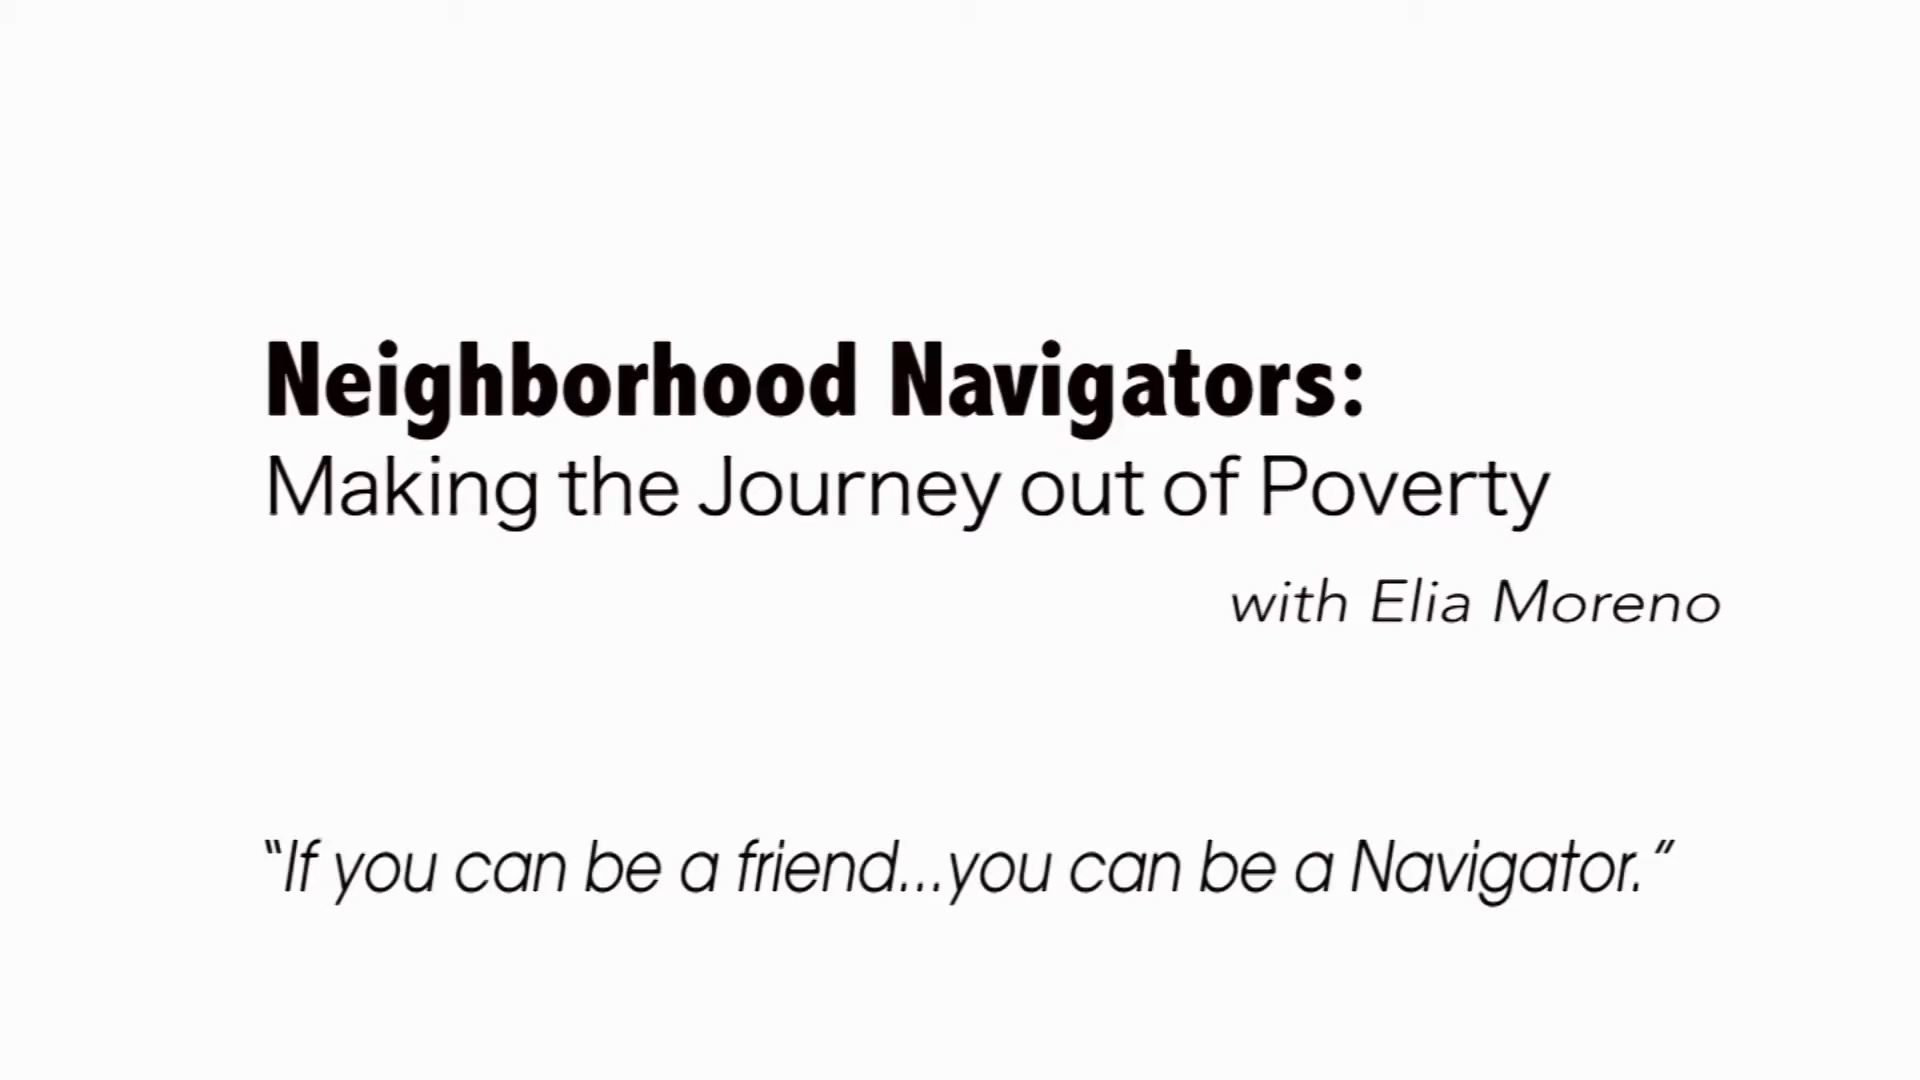 Neighborhood Navigators:
Making the Journey out of Poverty
with Elia Moreno
“If you can be a friend...you can be a Navigator.”